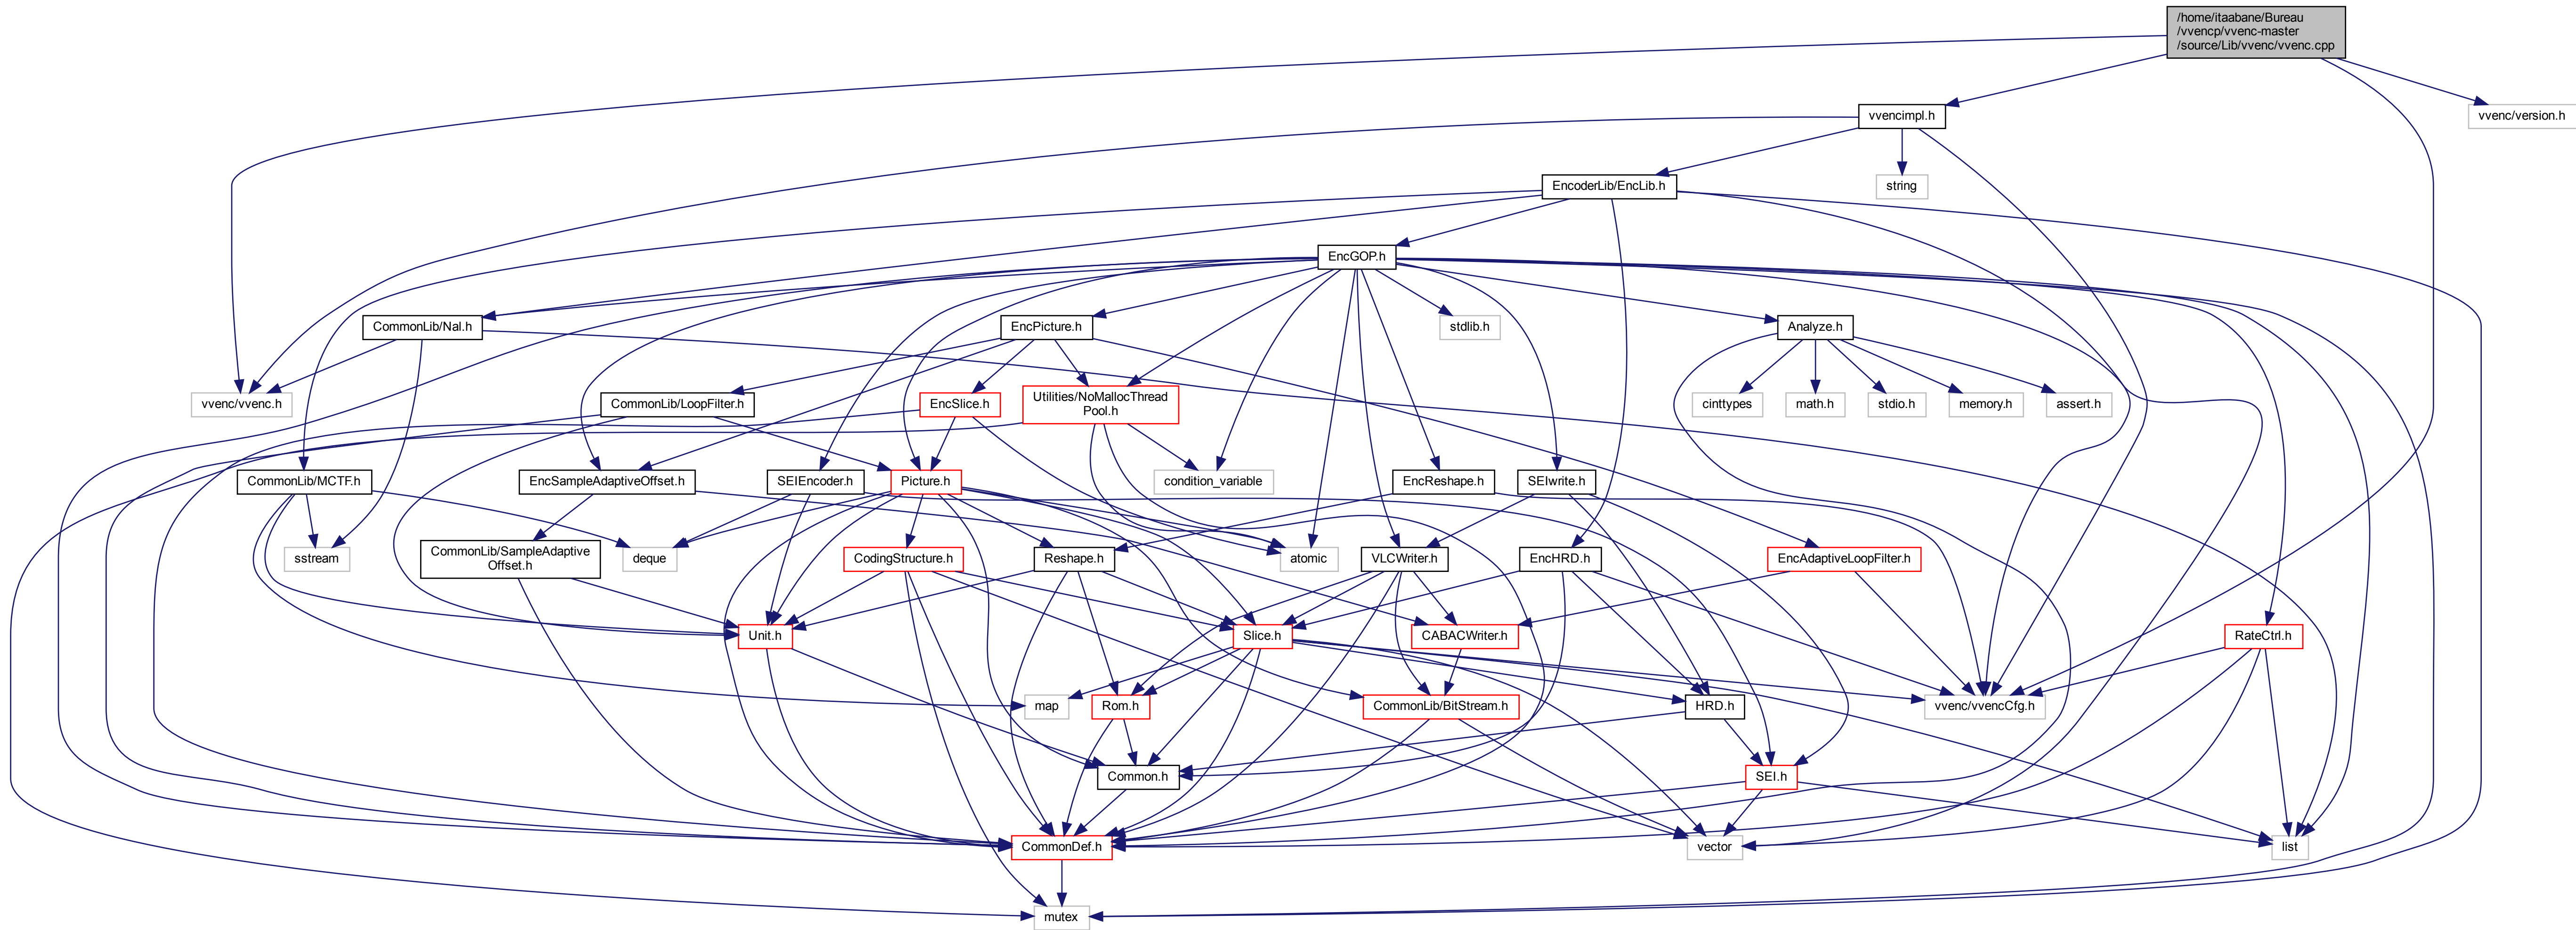 /home/itaabane/Bureau
/vvencp/vvenc-master
/source/Lib/vvenc/vvenc.cpp
vvencimpl.h
vvenc/version.h
EncoderLib/EncLib.h
string
EncGOP.h
CommonLib/Nal.h
EncPicture.h
stdlib.h
Analyze.h
vvenc/vvenc.h
CommonLib/LoopFilter.h
EncSlice.h
Utilities/NoMallocThread
Pool.h
cinttypes
math.h
stdio.h
memory.h
assert.h
CommonLib/MCTF.h
EncSampleAdaptiveOffset.h
SEIEncoder.h
Picture.h
condition_variable
EncReshape.h
SEIwrite.h
sstream
CommonLib/SampleAdaptive
Offset.h
deque
CodingStructure.h
Reshape.h
atomic
VLCWriter.h
EncHRD.h
EncAdaptiveLoopFilter.h
Unit.h
Slice.h
CABACWriter.h
RateCtrl.h
map
Rom.h
CommonLib/BitStream.h
HRD.h
vvenc/vvencCfg.h
Common.h
SEI.h
CommonDef.h
vector
list
mutex